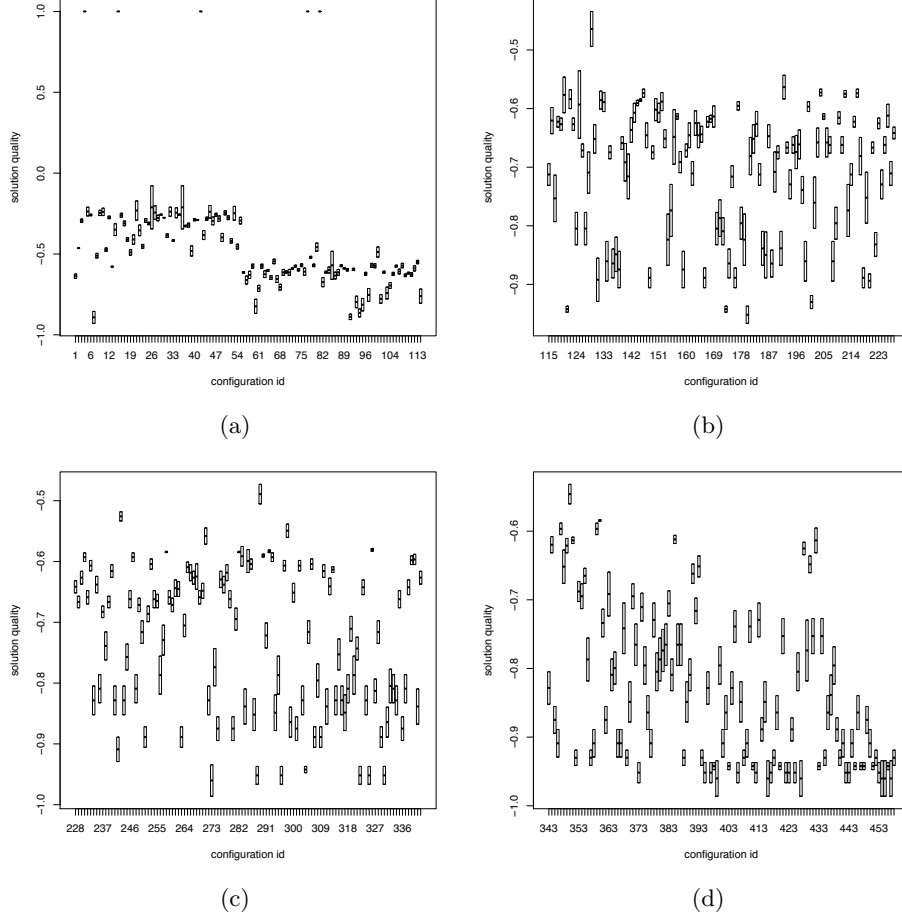 1.0
0.5
0.0
−0.5
−1.0
solution quality
1 6 12 19 26 33 40 47 54 61 68 75 82 89 96 104 113
configuration id
(a)
−0.5
−0.6
−0.7
−0.8
−0.9
solution quality
115 124 133 142 151 160 169 178 187 196 205 214 223
configuration id
(b)
−0.5
−0.6
−0.7
−0.8
−0.9
−1.0
solution quality
228 237 246 255 264 273 282 291 300 309 318 327 336
configuration id
(c)
−0.6
−0.7
−0.8
−0.9
−1.0
solution quality
343 353 363 373 383 393 403 413 423 433 443 453
configuration id
(d)